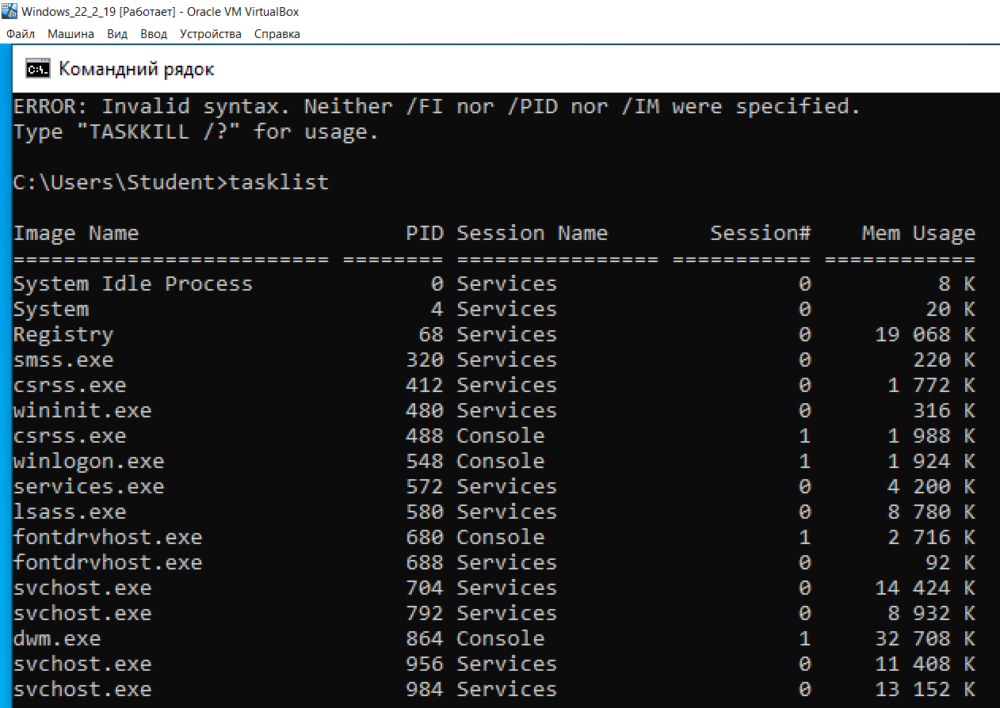 Windows_22_2_19 [Работает] - Oracle VM VirtualBox
Файл Машина Вид Ввод Устройства Справка
Командний рядок
ERROR: Invalid syntax. Neither /FI nor /PID nor /IM were specified.
Type "TASKKILL /?" for usage.
C:\Users\Student>tasklist
Image Name                     PID Session Name        Session#    Mem Usage
========================= ======== ================ =========== ============
System Idle Process              0 Services                   0          8 K
System                           4 Services                   0         20 K
Registry                        68 Services                   0     19 068 K
smss.exe                       320 Services                   0        220 K
csrss.exe                      412 Services                   0      1 772 K
wininit.exe                    480 Services                   0        316 K
csrss.exe                      488 Console                    1      1 988 K
winlogon.exe                   548 Console                    1      1 924 K
services.exe                   572 Services                   0      4 200 K
lsass.exe                      580 Services                   0      8 780 K
fontdrvhost.exe                680 Console                    1      2 716 K
fontdrvhost.exe                688 Services                   0         92 K
svchost.exe                    704 Services                   0     14 424 K
svchost.exe                    792 Services                   0      8 932 K
dwm.exe                        864 Console                    1     32 708 K
svchost.exe                    956 Services                   0     11 408 K
svchost.exe                    984 Services                   0     13 152 K